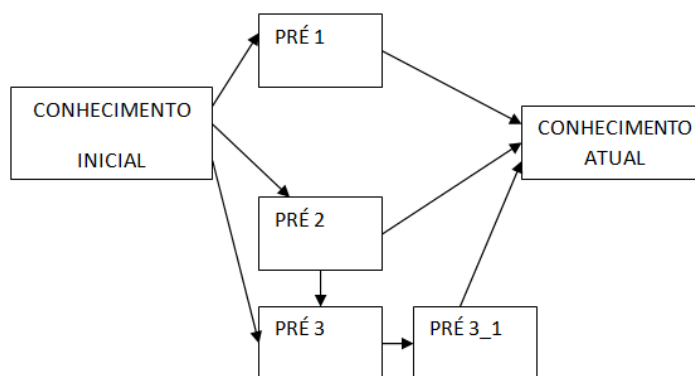 PRÉ 1
CONHECIMENTO
INICIAL
CONHECIMENTO
ATUAL
PRÉ 2
PRÉ 3
PRÉ 3_1